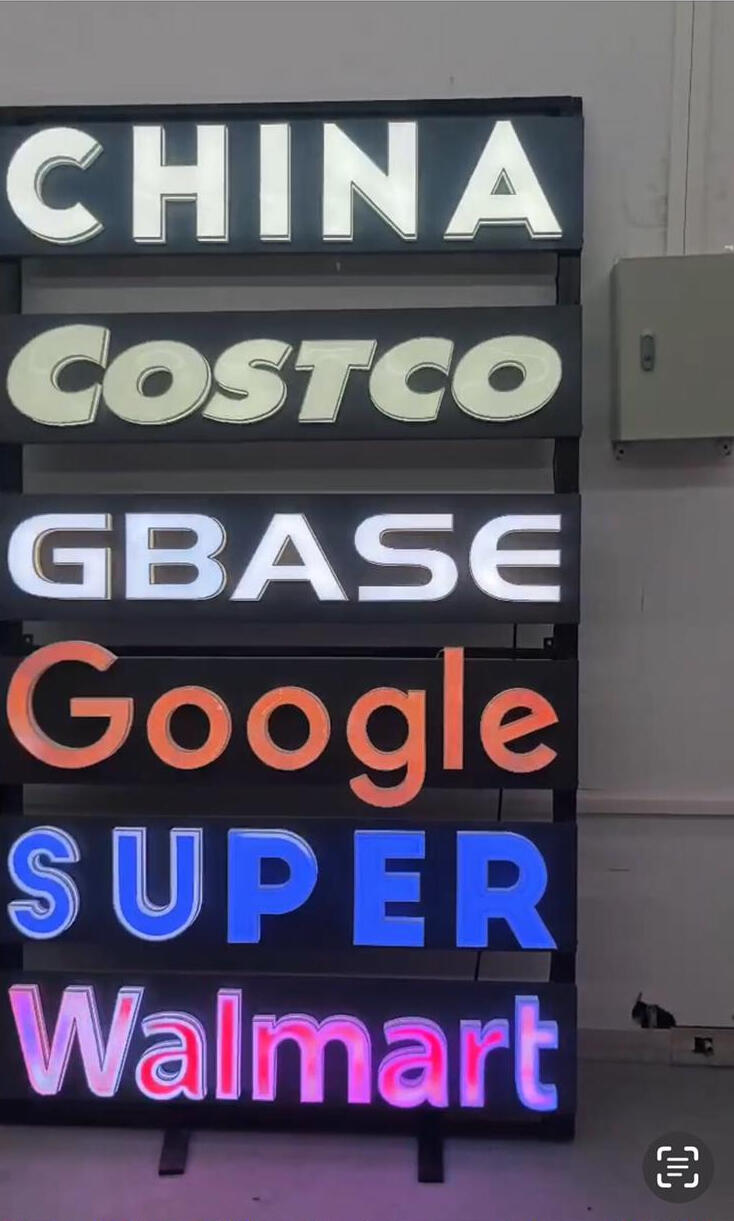 CHINA
COSTCO
GBASE
Google
SUPER
Walmart